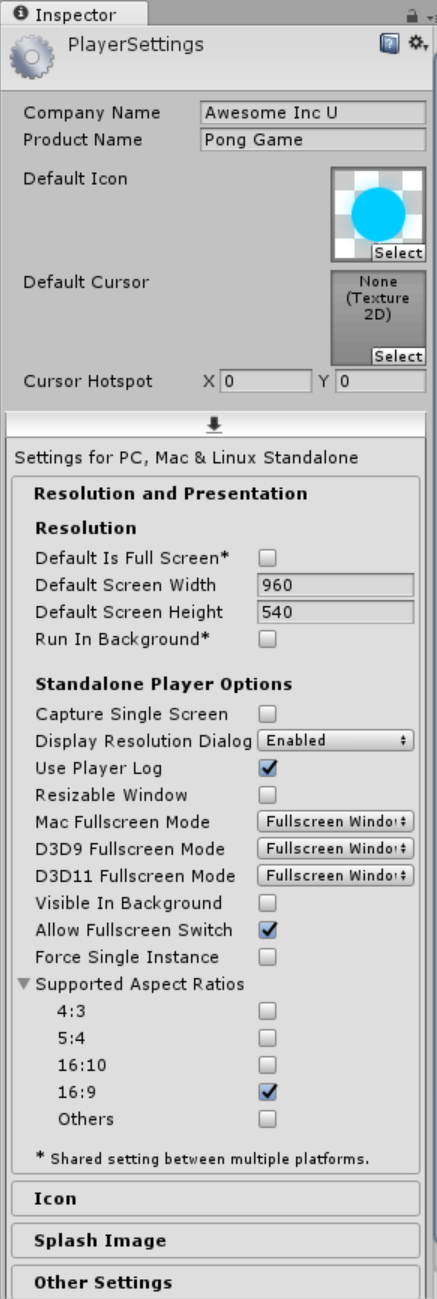 Inspector
PlayerSettings
Company Name Awesome Inc U
Product Name Pong Game
Default Icon
Select
Default Cursor
None
(Texture
2D)
Select
Cursor Hotspot X 0 Y 0
Settings for PC, Mac & Linux Standalone
Resolution and Presentation
Resolution
Default Is Full Screen*
Default Screen Width 960
Default Screen Height 540
Run In Background*
Standalone Player Options
Capture Single Screen
Display Resolution Dialog Enabled
Use Player Log
Resizable Window
Mac Fullscreen Mode Fullscreen Windo
D3D9 Fullscreen Mode Fullscreen Windo
D3D11 Fullscreen Mode Fullscreen Windo
Visible In Background
Allow Fullscreen Switch
Force Single Instance
Supported Aspect Ratios
4:3
5:4
16:10
16:9
Others
* Shared setting between multiple platforms.
Icon
Splash Image
Other Settings